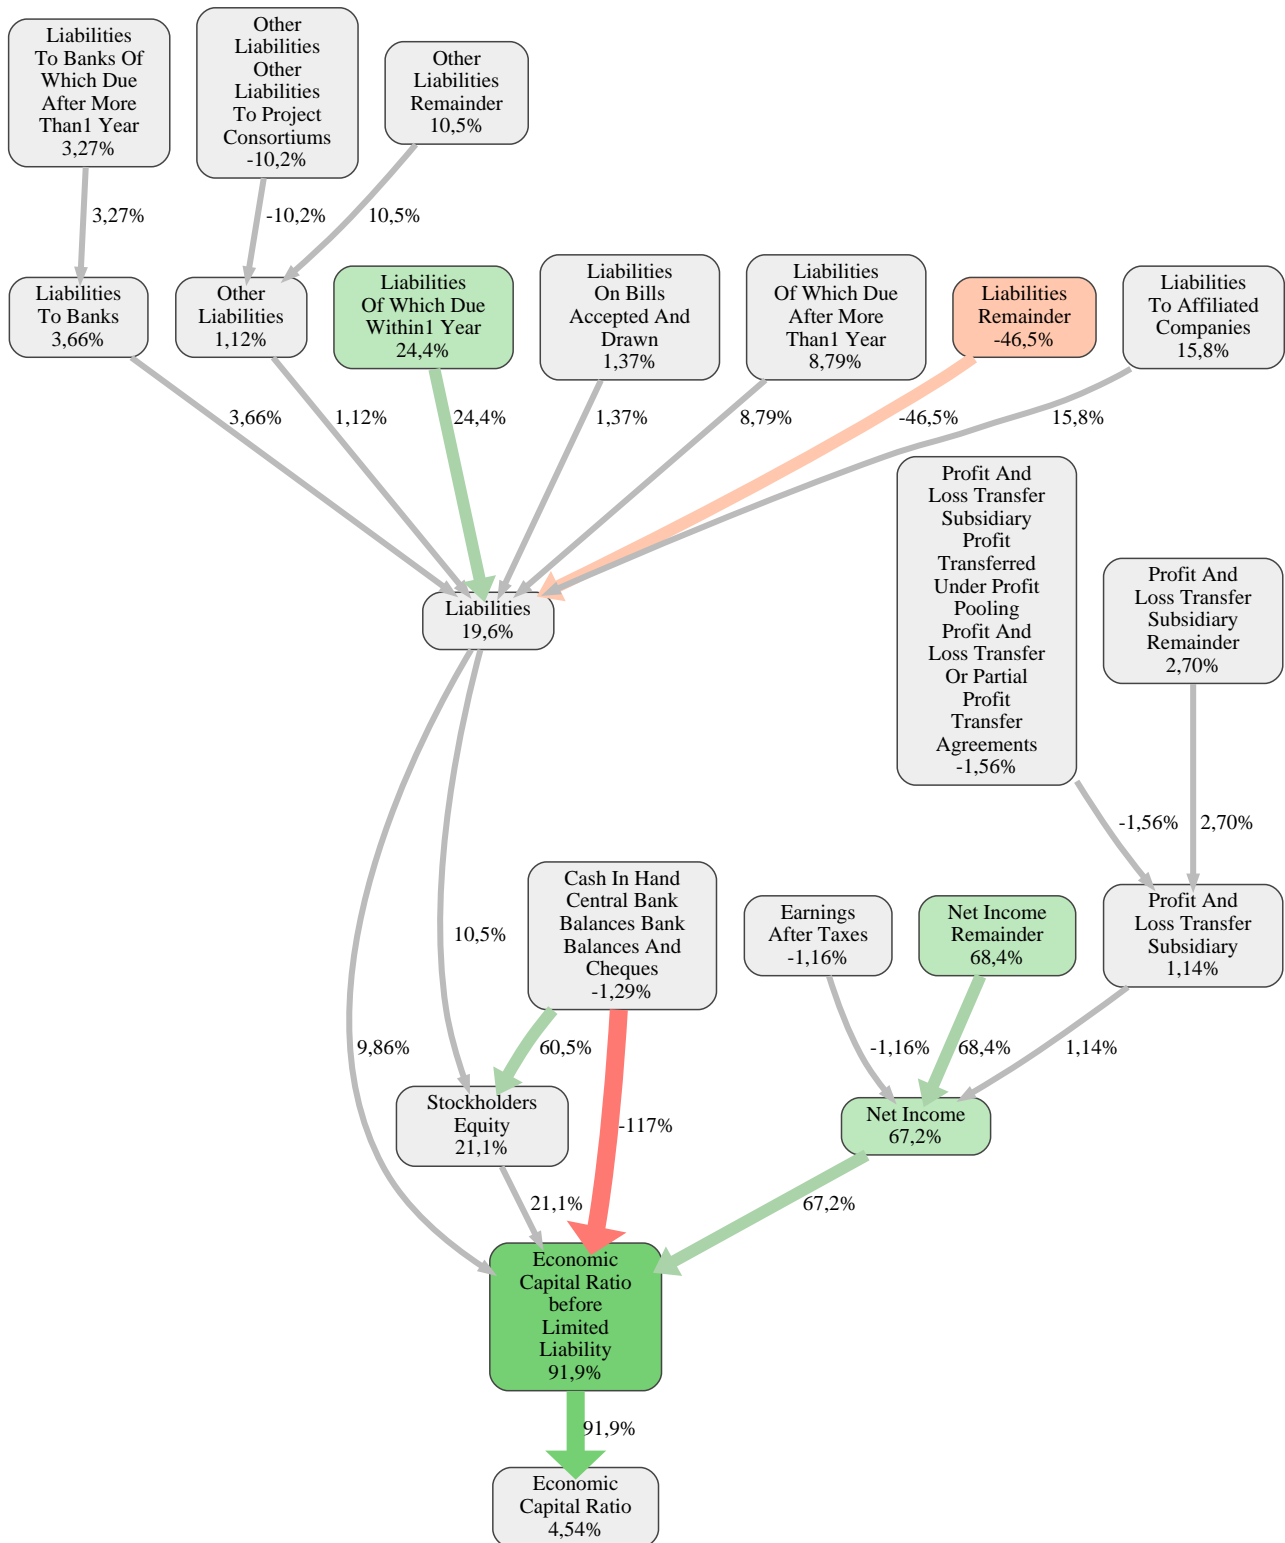 Liabilities
To Banks Of
Which Due
After More
Than1 Year
3,27%
Other
Liabilities
Other
Liabilities
To Project
Consortiums
-10,2%
Other
Liabilities
Remainder
10,5%
3,27%
-10,2%
10,5%
Liabilities
To Banks
3,66%
Other
Liabilities
1,12%
Liabilities
Of Which Due
Within1 Year
24,4%
Liabilities
On Bills
Accepted And
Drawn
1,37%
Liabilities
Of Which Due
After More
Than1 Year
8,79%
Liabilities
Remainder
-46,5%
Liabilities
To Affiliated
Companies
15,8%
3,66%
1,12%
24,4%
1,37%
8,79%
-46,5%
15,8%
Profit And
Loss Transfer
Subsidiary
Profit
Transferred
Under Profit
Pooling
Profit And
Loss Transfer
Or Partial
Profit
Transfer
Agreements
-1,56%
Profit And
Loss Transfer
Subsidiary
Remainder
2,70%
Liabilities
19,6%
-1,56%
2,70%
Cash In Hand
Central Bank
Balances Bank
Balances And
Cheques
-1,29%
Earnings
After Taxes
-1,16%
Net Income
Remainder
68,4%
Profit And
Loss Transfer
Subsidiary
1,14%
10,5%
9,86%
60,5%
-117%
-1,16%
68,4%
1,14%
Stockholders
Equity
21,1%
Net Income
67,2%
21,1%
67,2%
Economic
Capital Ratio
before
Limited
Liability
91,9%
91,9%
Economic
Capital Ratio
4,54%